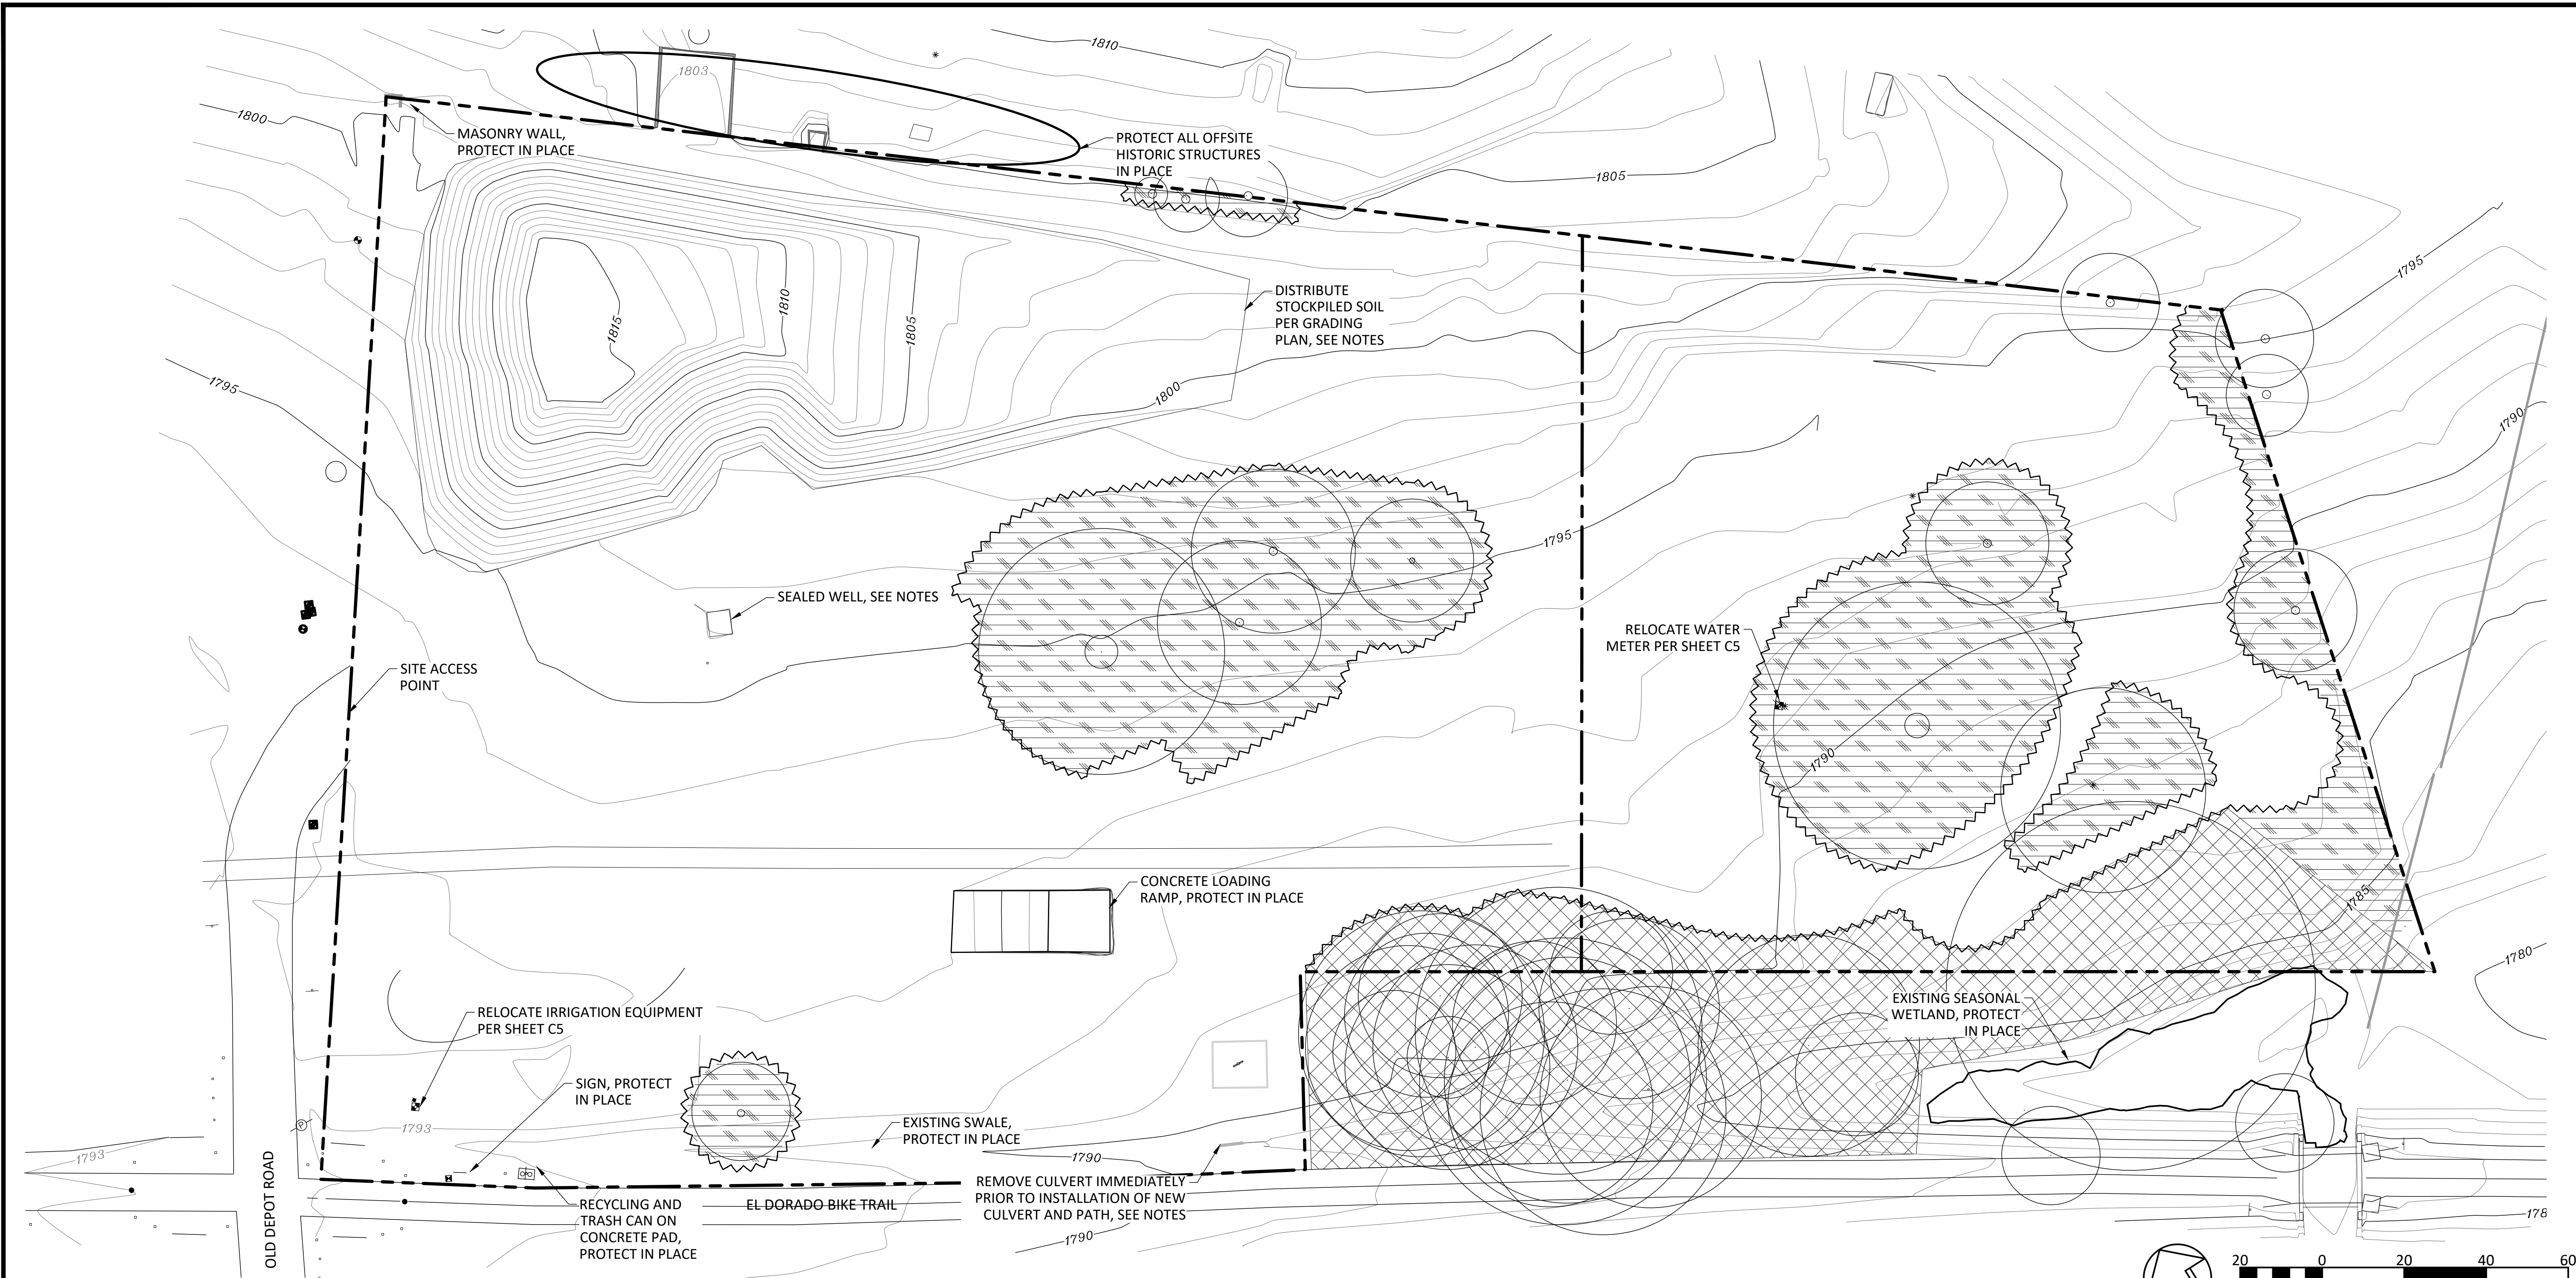 1810
1803
1800
MASONRY WALL,
PROTECT IN PLACE
PROTECT ALL OFFSITE
HISTORIC STRUCTURES
IN PLACE
1805
1795
DISTRIBUTE
STOCKPILED SOIL
PER GRADING
PLAN, SEE NOTES
1815
1810
1805
1795
1800
1790
1795
SEALED WELL, SEE NOTES
RELOCATE WATER
METER PER SHEET C5
SITE ACCESS
POINT
1790
CONCRETE LOADING
RAMP, PROTECT IN PLACE
1785
1780
EXISTING SEASONAL
WETLAND, PROTECT
IN PLACE
RELOCATE IRRIGATION EQUIPMENT
PER SHEET C5
SIGN, PROTECT
IN PLACE
1793
EXISTING SWALE,
PROTECT IN PLACE
1793
1790
REMOVE CULVERT IMMEDIATELY
PRIOR TO INSTALLATION OF NEW
CULVERT AND PATH, SEE NOTES
RECYCLING AND
TRASH CAN ON
CONCRETE PAD,
PROTECT IN PLACE
EL DORADO BIKE TRAIL
OLD DEPOT ROAD
1790
178
20 0 20 40 60